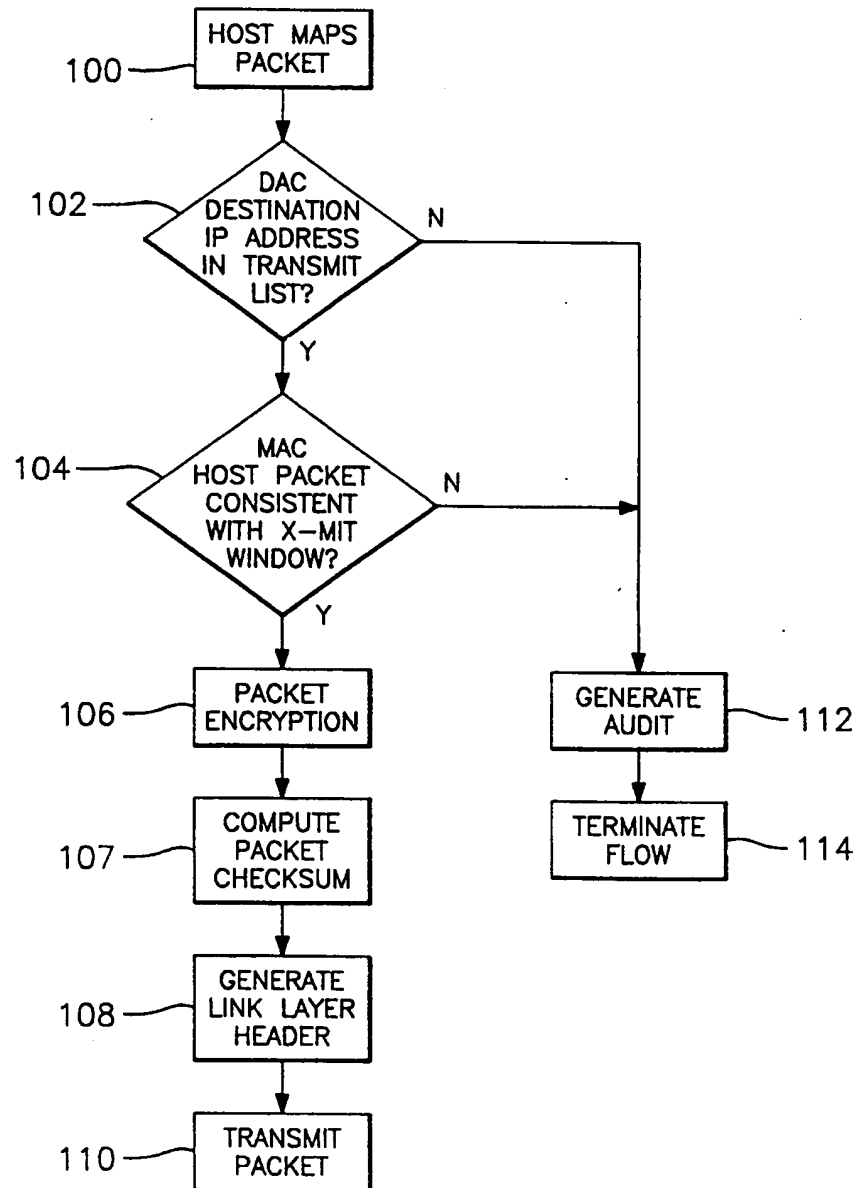 HOST MAPS
PACKET
100
DAC
DESTINATION
IP ADDRESS
IN TRANSMIT
LIST?
102
N
Y
MAC
HOST PACKET
CONSISTENT
WITH X-MIT
WINDOW?
104
N
Y
PACKET
ENCRYPTION
106
GENERATE
AUDIT
112
COMPUTE
PACKET
CHECKSUM
107
TERMINATE
FLOW
114
GENERATE
LINK LAYER
HEADER
108
TRANSMIT
PACKET
110